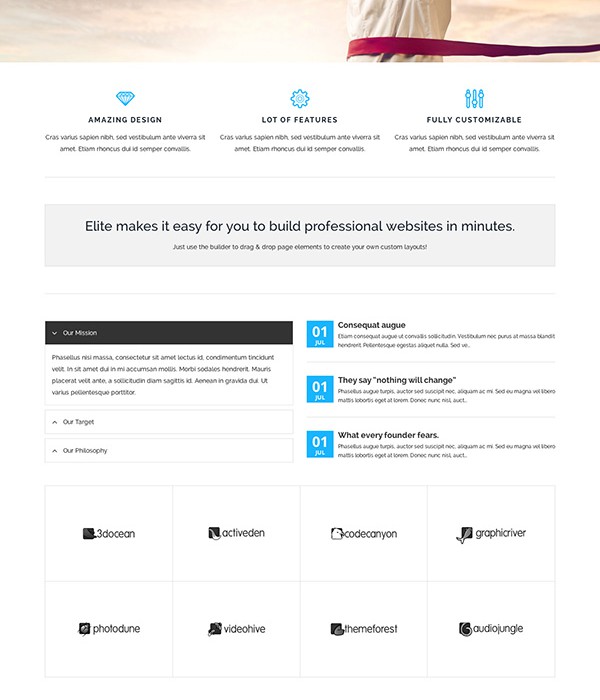 AMAZING DESIGN
Cras varius sapien nibh, sed vestibulum ante viverra sit
amet. Etiam rhoncus dui id semper convallis.
LOT OF FEATURES
Cras varius sapien nibh, sed vestibulum ante viverra sit
amet. Etiam rhoncus dui id semper convallis.
FULLY CUSTOMIZABLE
Cras varius sapien nibh, sed vestibulum ante viverra sit
amet. Etiam rhoncus dui id semper convallis.
Elite makes it easy for you to build professional websites in minutes.
Just use the builder to drag & drop page elements to create your own custom layouts!
Our Mission
Phasellus nisi massa, consectetur sit amet lectus id, condimentum tincidunt
velit. In sit amet dui in mi accumsan mollis. Morbi sodales hendrerit. Mauris
placerat velit ante, a sollicitudin diam sagittis id. Aenean in gravida dui. Ut
varius pellentesque porttitor.
Our Target
Our Philosophy
01
JUL
Consequat augue
Etiam consequat augue ut convallis sollicitudin. Vestibulum nec purus at massa blandit
hendrerit. Pellentesque egestas aliquet nulla. Sed ve...
01
JUL
They say "nothing will change"
Phasellus augue turpis, auctor sed suscipit nec, aliquam ac mi. Sed eu magna vel libero
mattis lobortis eget at lorem. Donec nunc nisl, auct...
01
JUL
What every founder fears.
Phasellus augue turpis, auctor sed suscipit nec, aliquam ac mi. Sed eu magna vel libero
mattis lobortis eget at lorem. Donec nunc nisl, auct...
3docean
activeden
codecanyon
graphicriver
photodune
videohive
themeforest
audiojungle